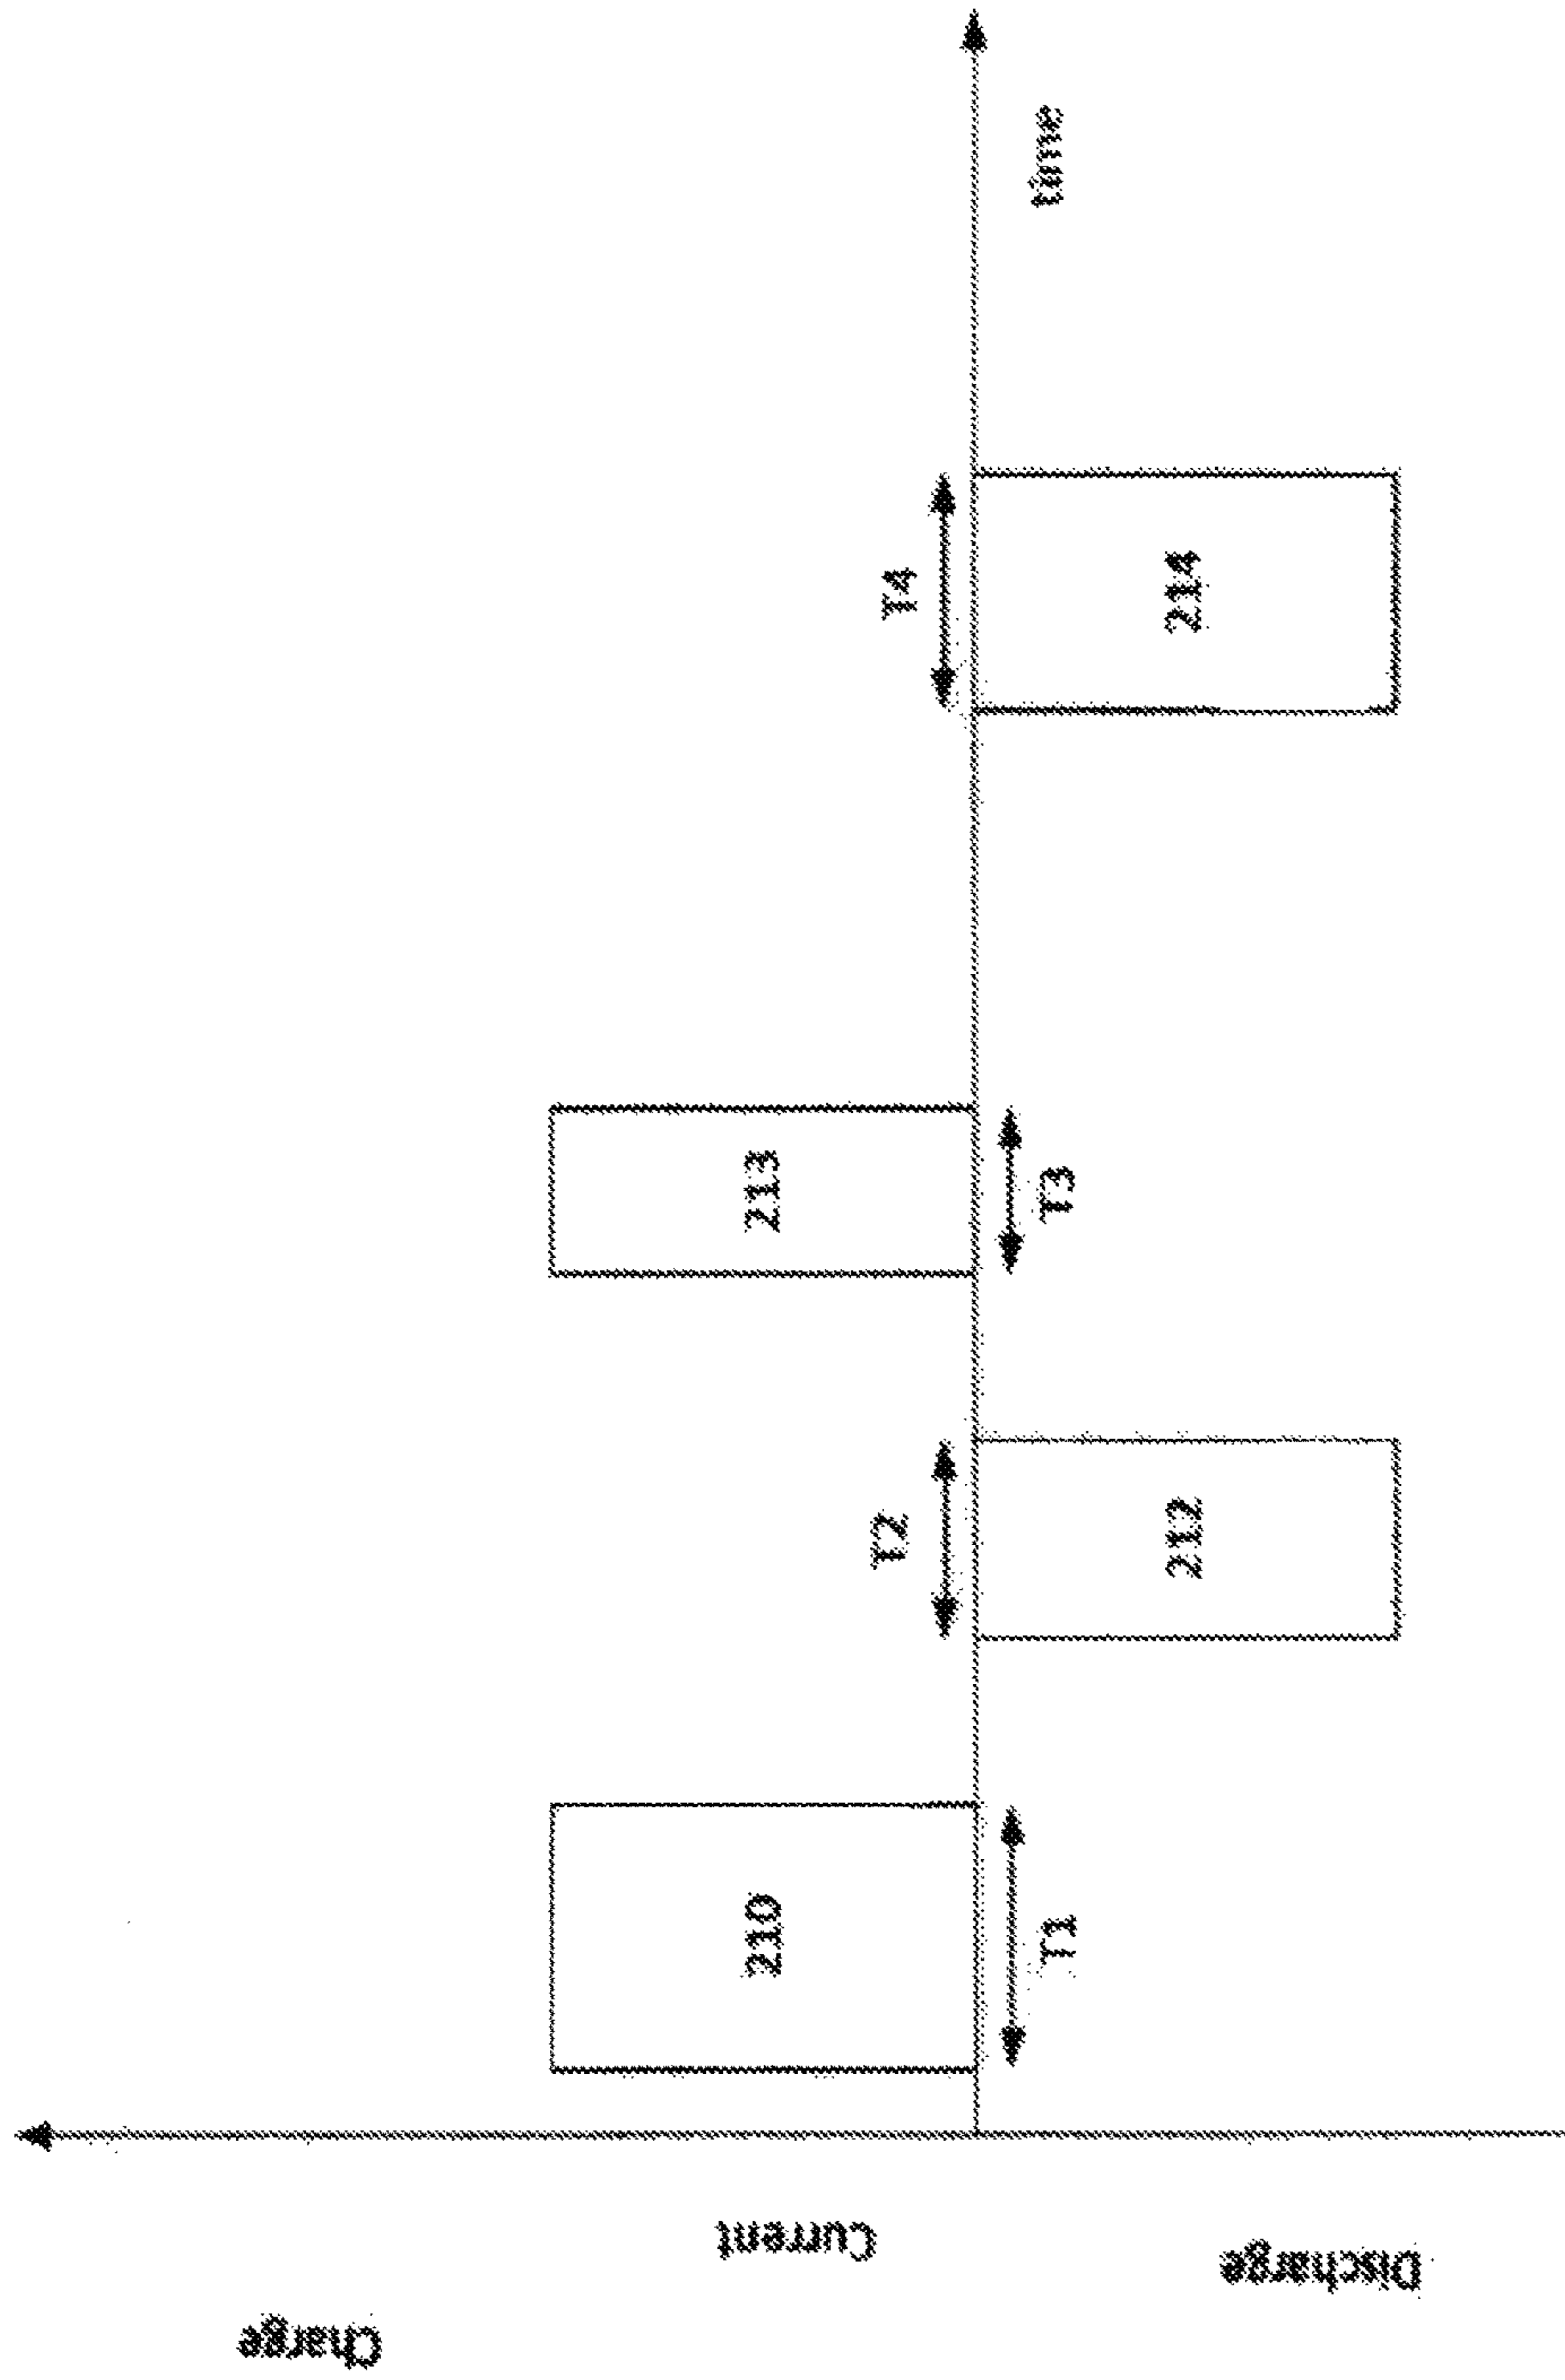 Charge
Current
Discharge
210
T1
T2
212
213
T3
T4
214
time